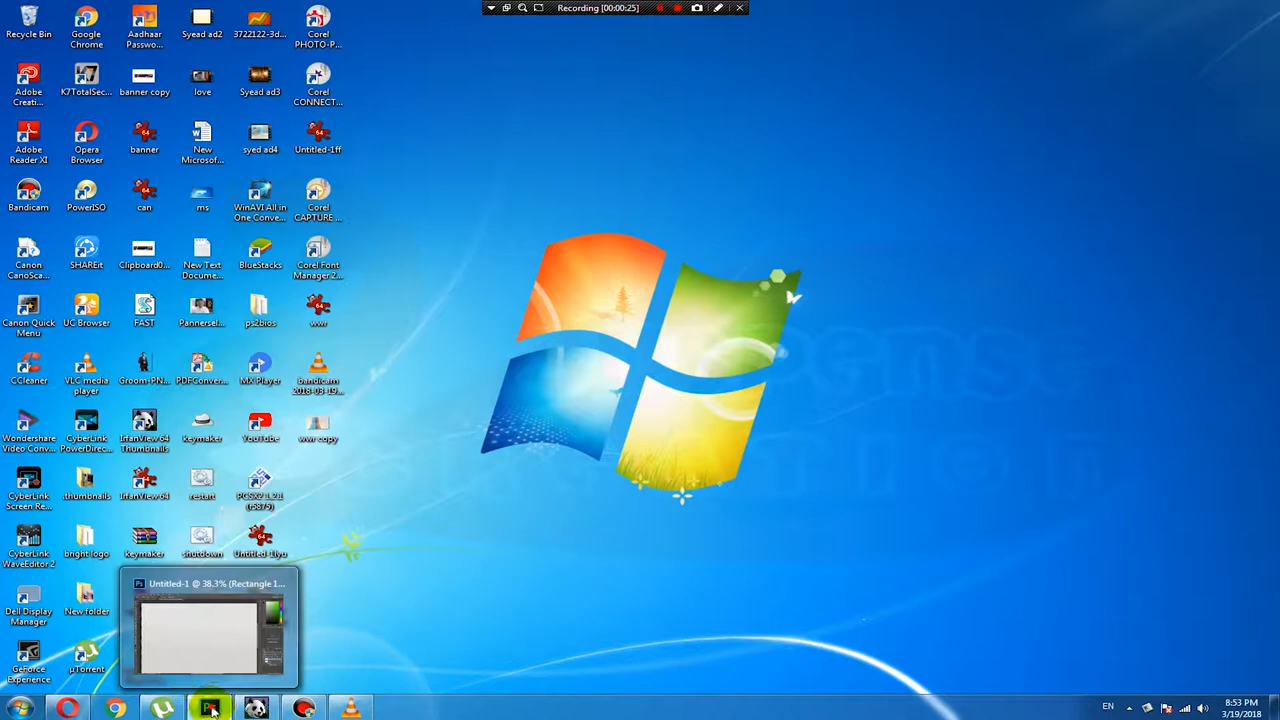 Recording [00:00:25]
Recycle Bin
Google Chrome
Aadhaar Passwo...
Syead ad2
3722122-3d...
Corel PHOTO-P...
Adobe Creati...
K7TotalSec...
banner copy
love
Syead ad3
Corel CONNECT...
Adobe Reader XI
Opera Browser
banner
New Microsof...
syed ad4
Untitled-1ff
Bandicam
PowerISO
can
ms
WinAVI All in One Conve...
Corel CAPTURE ...
Canon CanoSca...
SHAREit
Clipboard0...
New Text Docume...
BlueStacks
Corel Font Manager 2...
Canon Quick Menu
UC Browser
FAST
Pannersel...
ps2bios
wwr
CCleaner
VLC media player
Groom-PN...
PDFConver...
MX Player
bandicam 2018-03-19...
Wondershare Video Conv...
CyberLink PowerDirec...
IrfanView 64 Thumbnails
keymaker
YouTube
wwr copy
CyberLink Screen Re...
.thumbnails
IrfanView 64
restart
PCSX2 1.2.1 (r5875)
CyberLink WaveEditor 2
bright logo
keymaker
shutdown
Untitled-1lyu
Dell Display Manager
New folder
Untitled-1 @ 38.3% (Rectangle 1...
GeForce Experience
µTorrent
EN
8:53 PM
3/19/2018